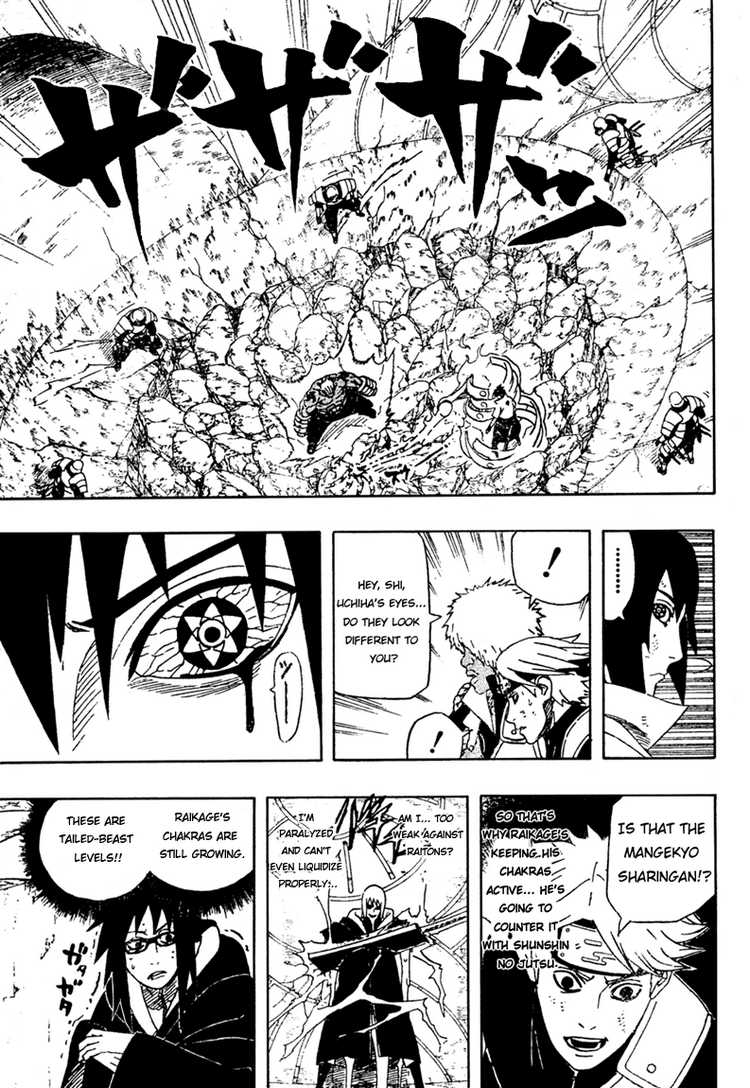 ザザザッ
………
!
!
HEY, SHI,
UCHIHA'S EYES...
DO THEY LOOK
DIFFERENT TO
YOU?
ツー
IS THAT THE
MANGEKYO
SHARINGAN!?
SO THAT'S
WHY RAIKAGE'S
KEEPING HIS
CHAKRAS
ACTIVE... HE'S
GOING TO
COUNTER IT
WITH SHUNSHIN
NO JUTSU.
AM I... TOO
WEAK AGAINST
RAITONS?
I'M
PARALYZED
AND CAN'T
EVEN LIQUIDIZE
PROPERLY...
RAIKAGE'S
CHAKRAS ARE
STILL GROWING.
THESE ARE
TAILED-BEAST
LEVELS!!
ガタ
ガタ